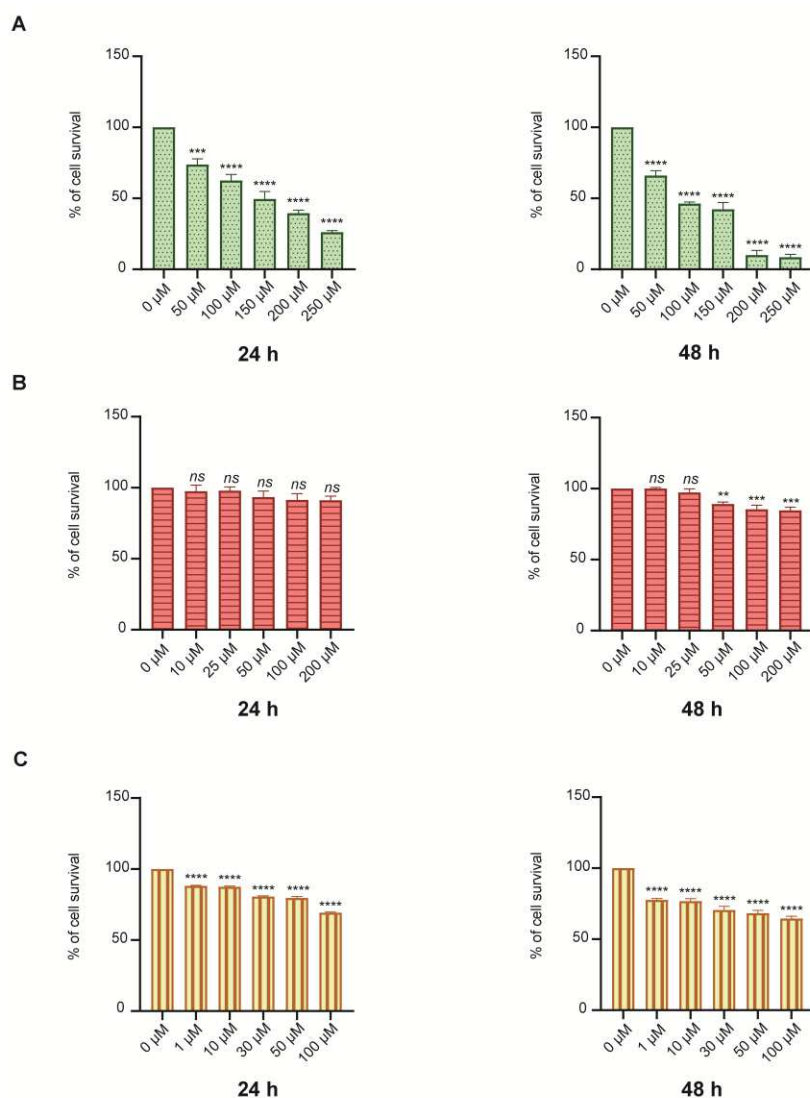 A
% of cell survival
150
100
50
0
***
****
****
****
****
0 µM
50 µM
100 µM
150 µM
200 µM
250 µM
24 h
% of cell survival
150
100
50
0
****
****
****
****
****
0 µM
50 µM
100 µM
150 µM
200 µM
250 µM
48 h
B
% of cell survival
150
100
50
0
ns
ns
ns
ns
ns
0 µM
10 µM
25 µM
50 µM
100 µM
200 µM
24 h
% of cell survival
150
100
50
0
ns
ns
**
***
***
0 µM
10 µM
25 µM
50 µM
100 µM
200 µM
48 h
C
% of cell survival
150
100
50
0
****
****
****
****
****
0 µM
1 µM
10 µM
30 µM
50 µM
100 µM
24 h
% of cell survival
150
100
50
0
****
****
****
****
****
0 µM
1 µM
10 µM
30 µM
50 µM
100 µM
48 h